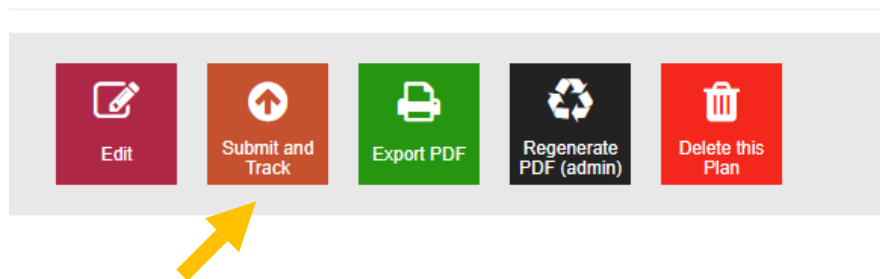 Edit
Submit and
Track
Export PDF
Regenerate
PDF (admin)
Delete this
Plan